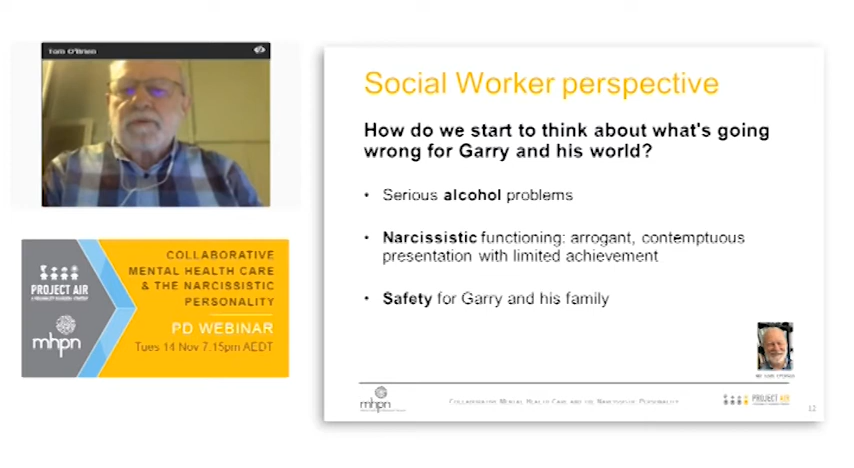 Tom O'Brien
Social Worker perspective
How do we start to think about what's going
wrong for Garry and his world?
• Serious alcohol problems
• Narcissistic functioning: arrogant, contemptuous
presentation with limited achievement
• Safety for Garry and his family
COLLABORATIVE
MENTAL HEALTH CARE
& THE NARCISSISTIC
PERSONALITY
PD WEBINAR
Tues 14 Nov 7.15pm AEDT
PROJECT AIR
A PERSONALITY DISORDERS STRATEGY
mhpn
mhpn
COLLABORATIVE MENTAL HEALTH CARE AND THE NARCISSISTIC PERSONALITY
PROJECT AIR
12